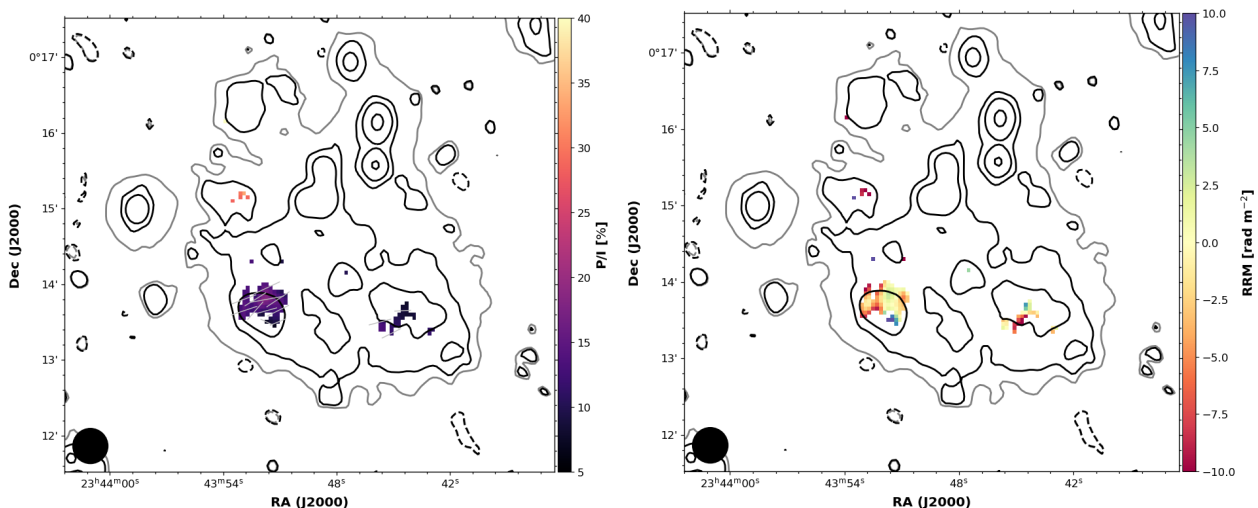 0°17'
16'
15'
14'
13'
12'
Dec (J2000)
23ʰ44ᵐ00ˢ
43ᵐ54ˢ
48ˢ
42ˢ
RA (J2000)
40
35
30
25
20
15
10
5
P/I [%]
0°17'
16'
15'
14'
13'
12'
Dec (J2000)
23ʰ44ᵐ00ˢ
43ᵐ54ˢ
48ˢ
42ˢ
RA (J2000)
10.0
7.5
5.0
2.5
0.0
−2.5
−5.0
−7.5
−10.0
RRM [rad m⁻²]